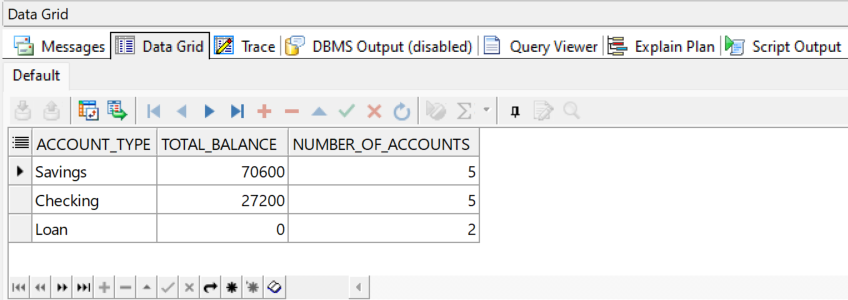 Data Grid
Messages Data Grid Trace DBMS Output (disabled) Query Viewer Explain Plan Script Output
Default
ACCOUNT_TYPE TOTAL_BALANCE NUMBER_OF_ACCOUNTS
Savings 70600 5
Checking 27200 5
Loan 0 2